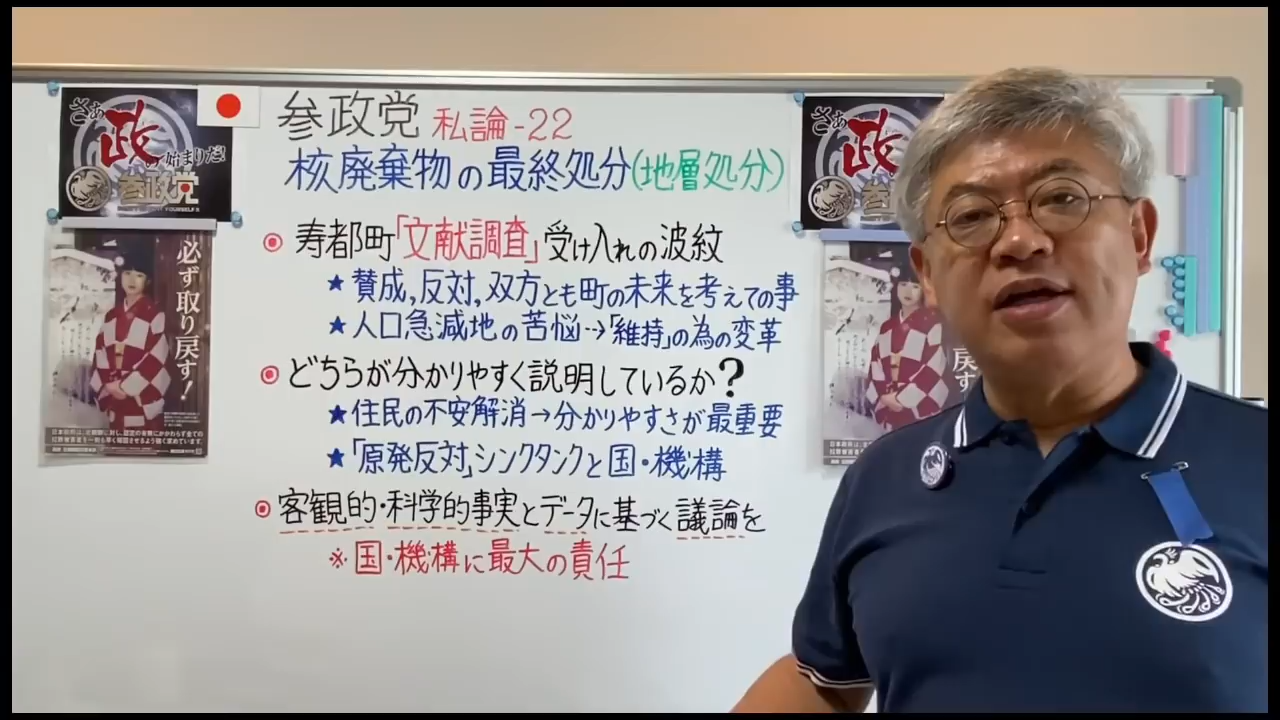 さあ
政の始まりだ!
参政党
必ず取り戻す!
参政党 私論-22
核廃棄物の最終処分(地層処分)
◎ 寿都町「文献調査」受け入れの波紋
★ 賛成,反対,双方とも町の未来を考えての事
★ 人口急減地の苦悩→「維持」の為の変革
◎ どちらが分かりやすく説明しているか?
★ 住民の不安解消→分かりやすさが最重要
★ 「原発反対」シンクタンクと国・機構
◎ 客観的・科学的事実とデータに基づく議論を
※ 国・機構に最大の責任
さあ
政
参政
戻す